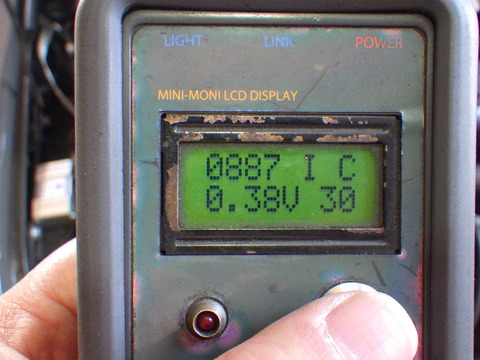 LIGHT LINK POWER
MINI-MONI LCD DISPLAY
0887 I C
0.38V 30